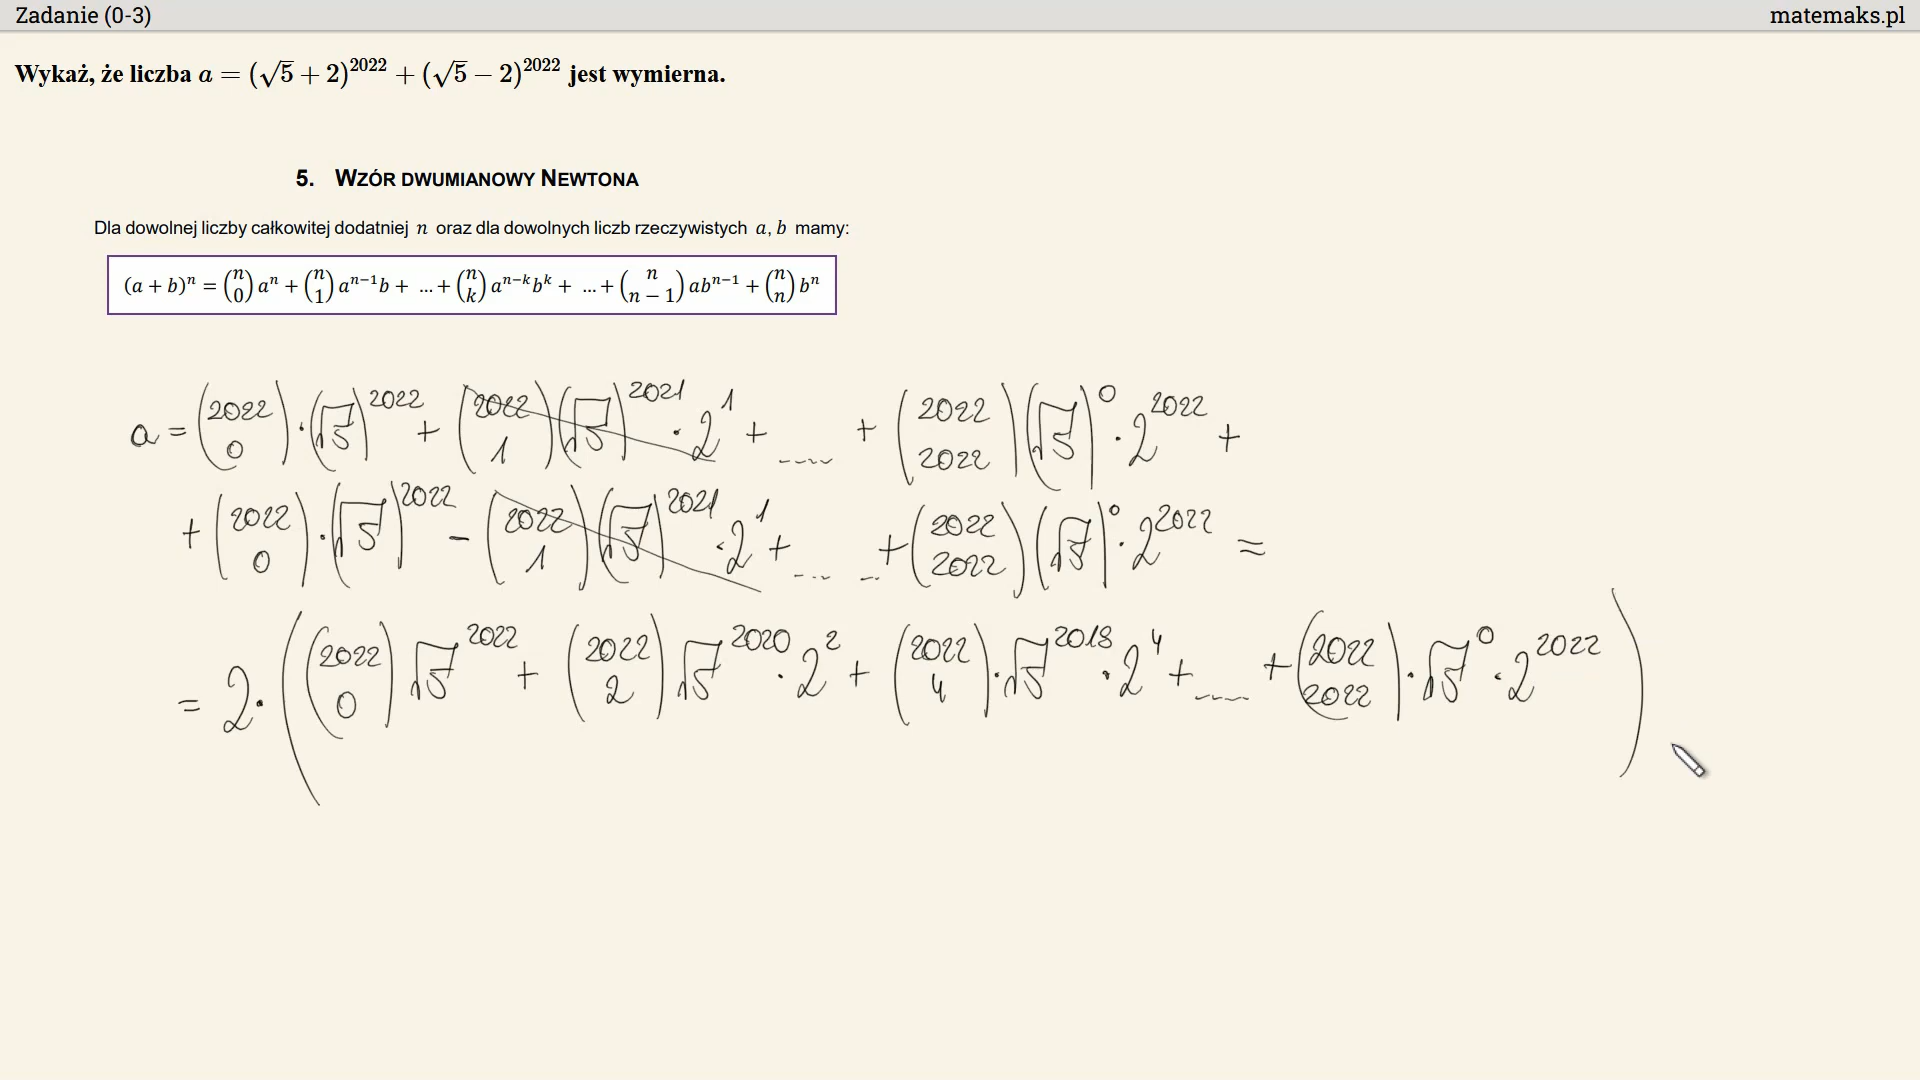 Zadanie (0-3) matemaks.pl
Wykaż, że liczba a = (√5 + 2)^2022 + (√5 − 2)^2022 jest wymierna.
5. WZÓR DWUMIANOWY NEWTONA
Dla dowolnej liczby całkowitej dodatniej n oraz dla dowolnych liczb rzeczywistych a, b mamy:
(a + b)^n = (n 0) a^n + (n 1) a^(n−1) b + … + (n k) a^(n−k) b^k + … + (n n − 1) a b^(n−1) + (n n) b^n
a = (2022 0) · (√5)^2022 + (2022 1) (√5)^2021 · 2^1 + .... + (2022 2022) (√5)^0 · 2^2022 +
+ (2022 0) · (√5)^2022 − (2022 1) (√5)^2021 · 2^1 + .... .. + (2022 2022) (√5)^0 · 2^2022 =
= 2 · ((2022 0) √5^2022 + (2022 2) √5^2020 · 2^2 + (2022 4) · √5^2018 · 2^4 + .... + (2022 2022) · √5^0 · 2^2022)